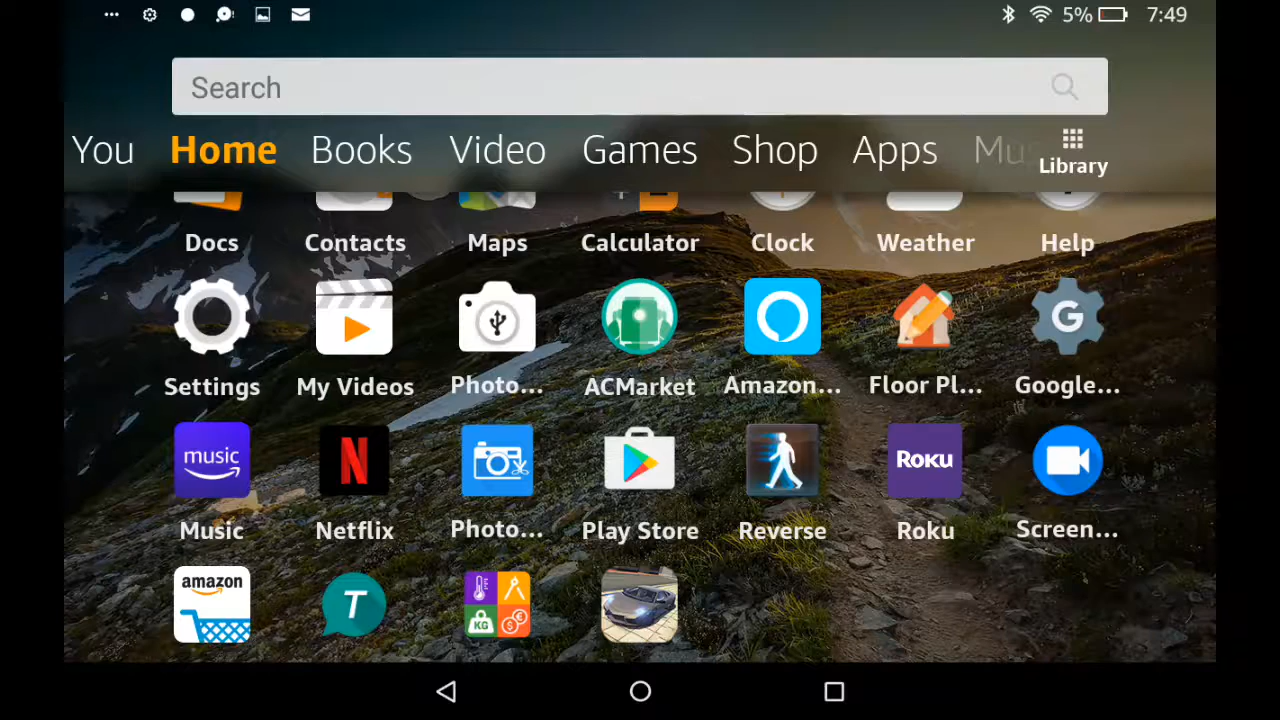 5% 7:49
Search
You Home Books Video Games Shop Apps Library
Docs Contacts Maps Calculator Clock Weather Help
G
Settings My Videos Photo... ACMarket Amazon... Floor Pl... Google...
music N Roku
Music Netflix Photo... Play Store Reverse Roku Screen...
amazon T KG